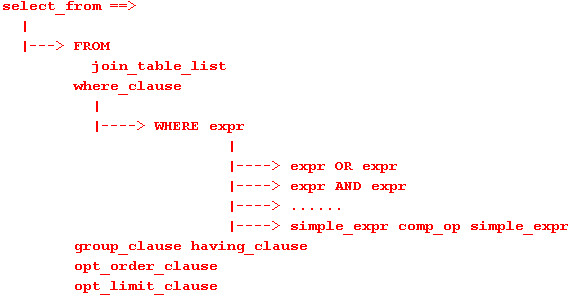 select_from ==>
|
|---> FROM
join_table_list
where_clause
|
|----> WHERE expr
|
|----> expr OR expr
|----> expr AND expr
|----> ......
|----> simple_expr comp_op simple_expr
group_clause having_clause
opt_order_clause
opt_limit_clause